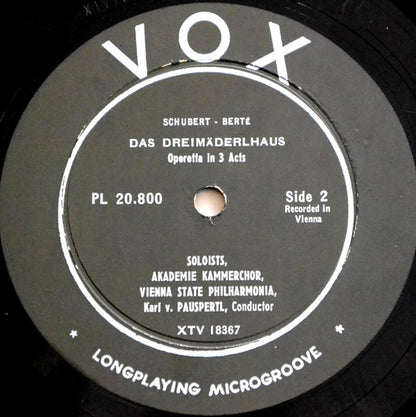 VOX
SCHUBERT - BERTÉ
DAS DREIMÄDERLHAUS
Operetta in 3 Acts
PL 20.800
Side 2
Recorded in
Vienna
SOLOISTS,
AKADEMIE KAMMERCHOR,
VIENNA STATE PHILHARMONIA,
Karl v. PAUSPERTL, Conductor
XTV 18367
* LONGPLAYING MICROGROOVE *